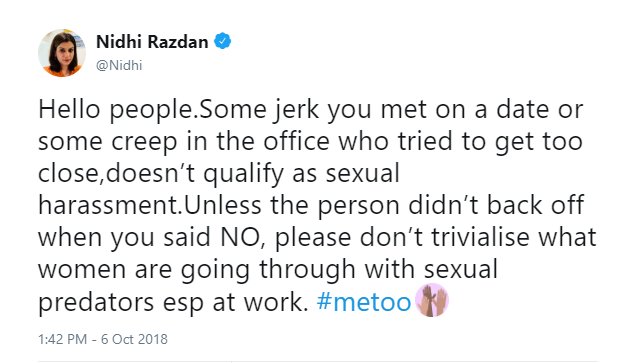 Nidhi Razdan
@Nidhi
Hello people.Some jerk you met on a date or
some creep in the office who tried to get too
close,doesn’t qualify as sexual
harassment.Unless the person didn’t back off
when you said NO, please don’t trivialise what
women are going through with sexual
predators esp at work. #metoo
1:42 PM - 6 Oct 2018